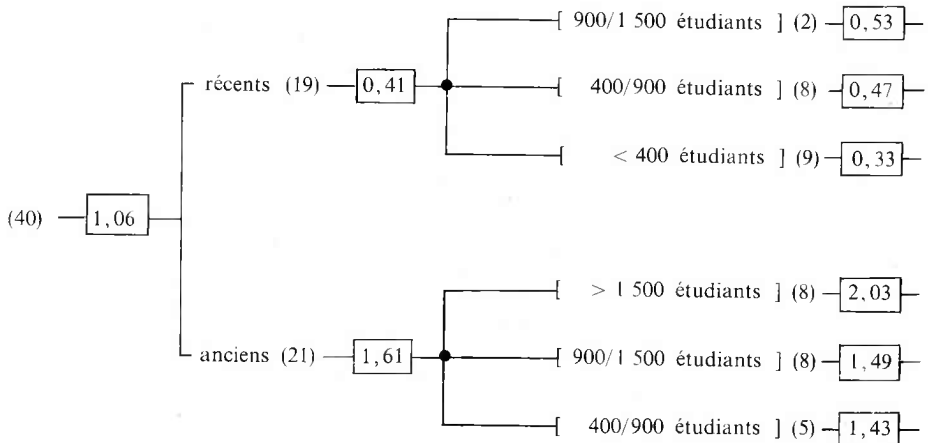 [ 900/1 500 étudiants ] (2) 0,53
récents (19) 0,41 [ 400/900 étudiants ] (8) 0,47
[ < 400 étudiants ] (9) 0,33
(40) 1,06
[ > 1 500 étudiants ] (8) 2,03
anciens (21) 1,61 [ 900/1 500 étudiants ] (8) 1,49
[ 400/900 étudiants ] (5) 1,43